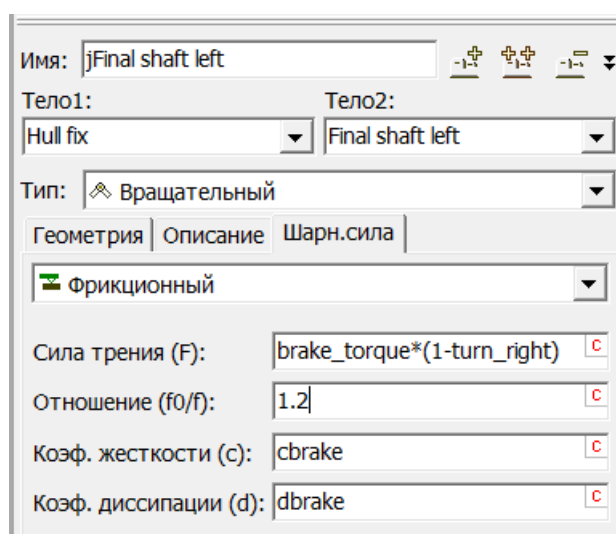 Имя: jFinal shaft left
Тело1: Тело2:
Hull fix Final shaft left
Тип: Вращательный
Геометрия Описание Шарн.сила
Фрикционный
Сила трения (F): brake_torque*(1-turn_right) C
Отношение (f0/f): 1.2 C
Коэф. жесткости (c): cbrake C
Коэф. диссипации (d): dbrake C